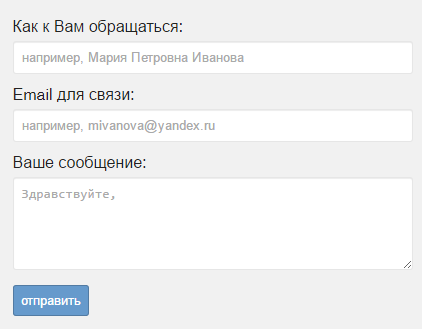 Как к Вам обращаться:
например, Мария Петровна Иванова
Email для связи:
например, mivanova@yandex.ru
Ваше сообщение:
Здравствуйте,
отправить